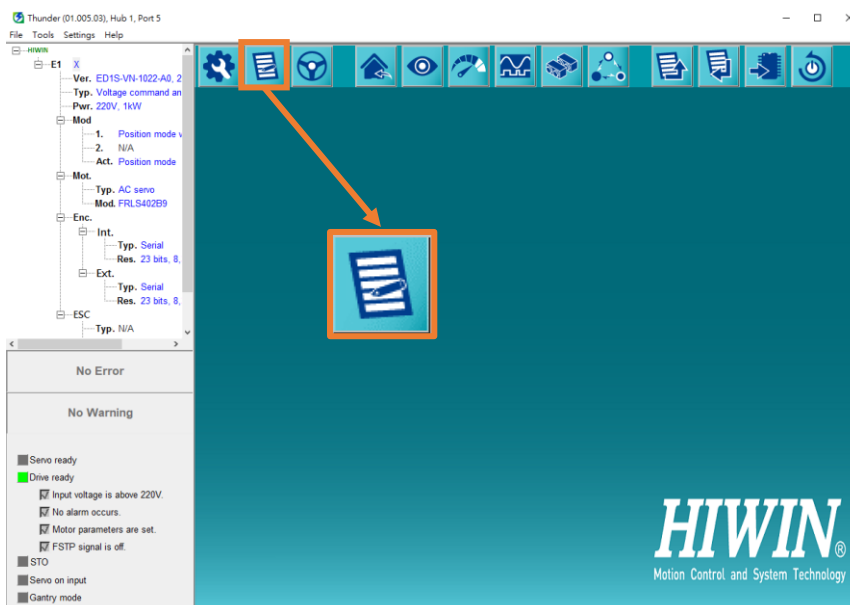 Thunder (01.005.03), Hub 1, Port 5
File Tools Settings Help
HIWIN
E1 X
Ver. ED1S-VN-1022-A0, 2
Typ. Voltage command an
Pwr. 220V, 1kW
Mod
1. Position mode v
2. N/A
Act. Position mode
Mot.
Typ. AC servo
Mod. FRLS402B9
Enc.
Int.
Typ. Serial
Res. 23 bits, 8,
Ext.
Typ. Serial
Res. 23 bits, 8,
ESC
Typ. N/A
No Error
No Warning
Servo ready
Drive ready
Input voltage is above 220V.
No alarm occurs.
Motor parameters are set.
FSTP signal is off.
STO
Servo on input
Gantry mode
HIWIN®
Motion Control and System Technology